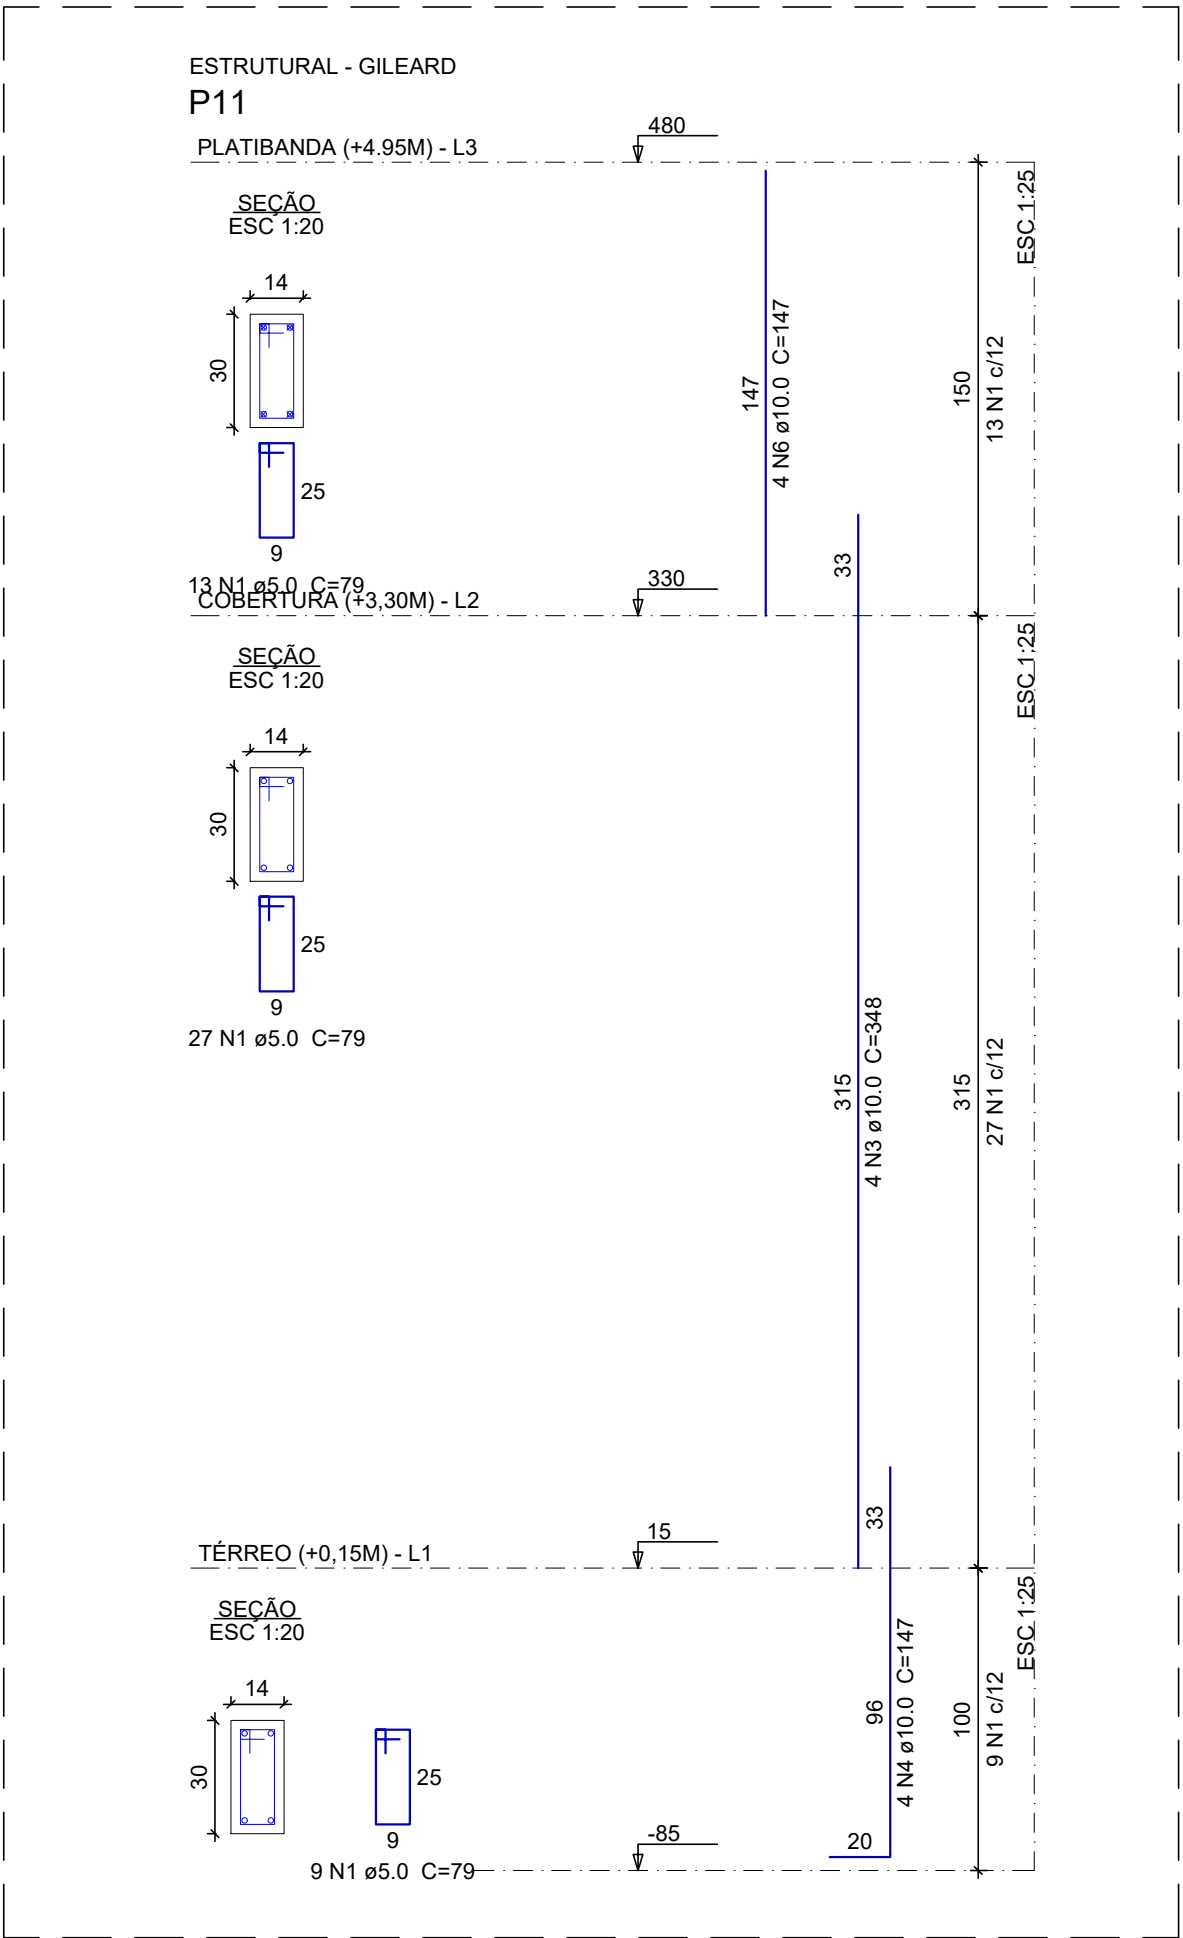 ESTRUTURAL - GILEARD
P11
480
PLATIBANDA (+4.95M) - L3
ESC 1:25
SEÇÃO
ESC 1:20
14
30
25
9
13 N1 ø5.0 C=79
147
4 N6 ø10.0 C=147
150
13 N1 c/12
33
330
COBERTURA (+3,30M) - L2
ESC 1:25
SEÇÃO
ESC 1:20
14
30
25
9
27 N1 ø5.0 C=79
315
4 N3 ø10.0 C=348
315
27 N1 c/12
33
15
TÉRREO (+0,15M) - L1
ESC 1:25
SEÇÃO
ESC 1:20
14
30
25
9
9 N1 ø5.0 C=79
96
4 N4 ø10.0 C=147
100
9 N1 c/12
20
-85